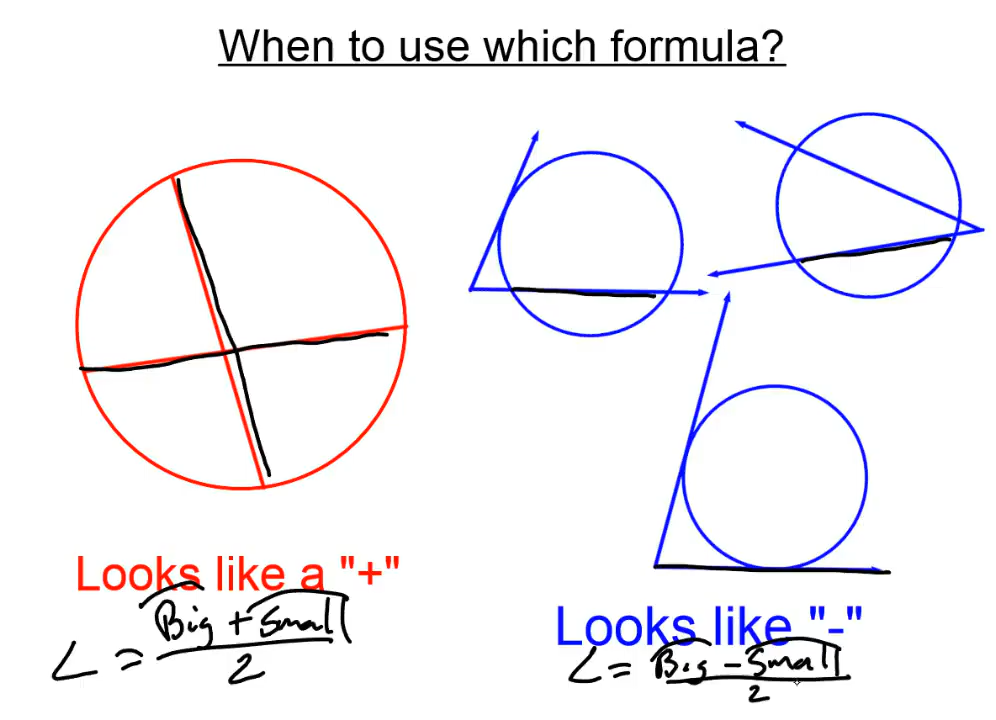 When to use which formula?
Looks like a "+"
∠ = Big + Small
2
Looks like "-"
∠ = Big - Small
2